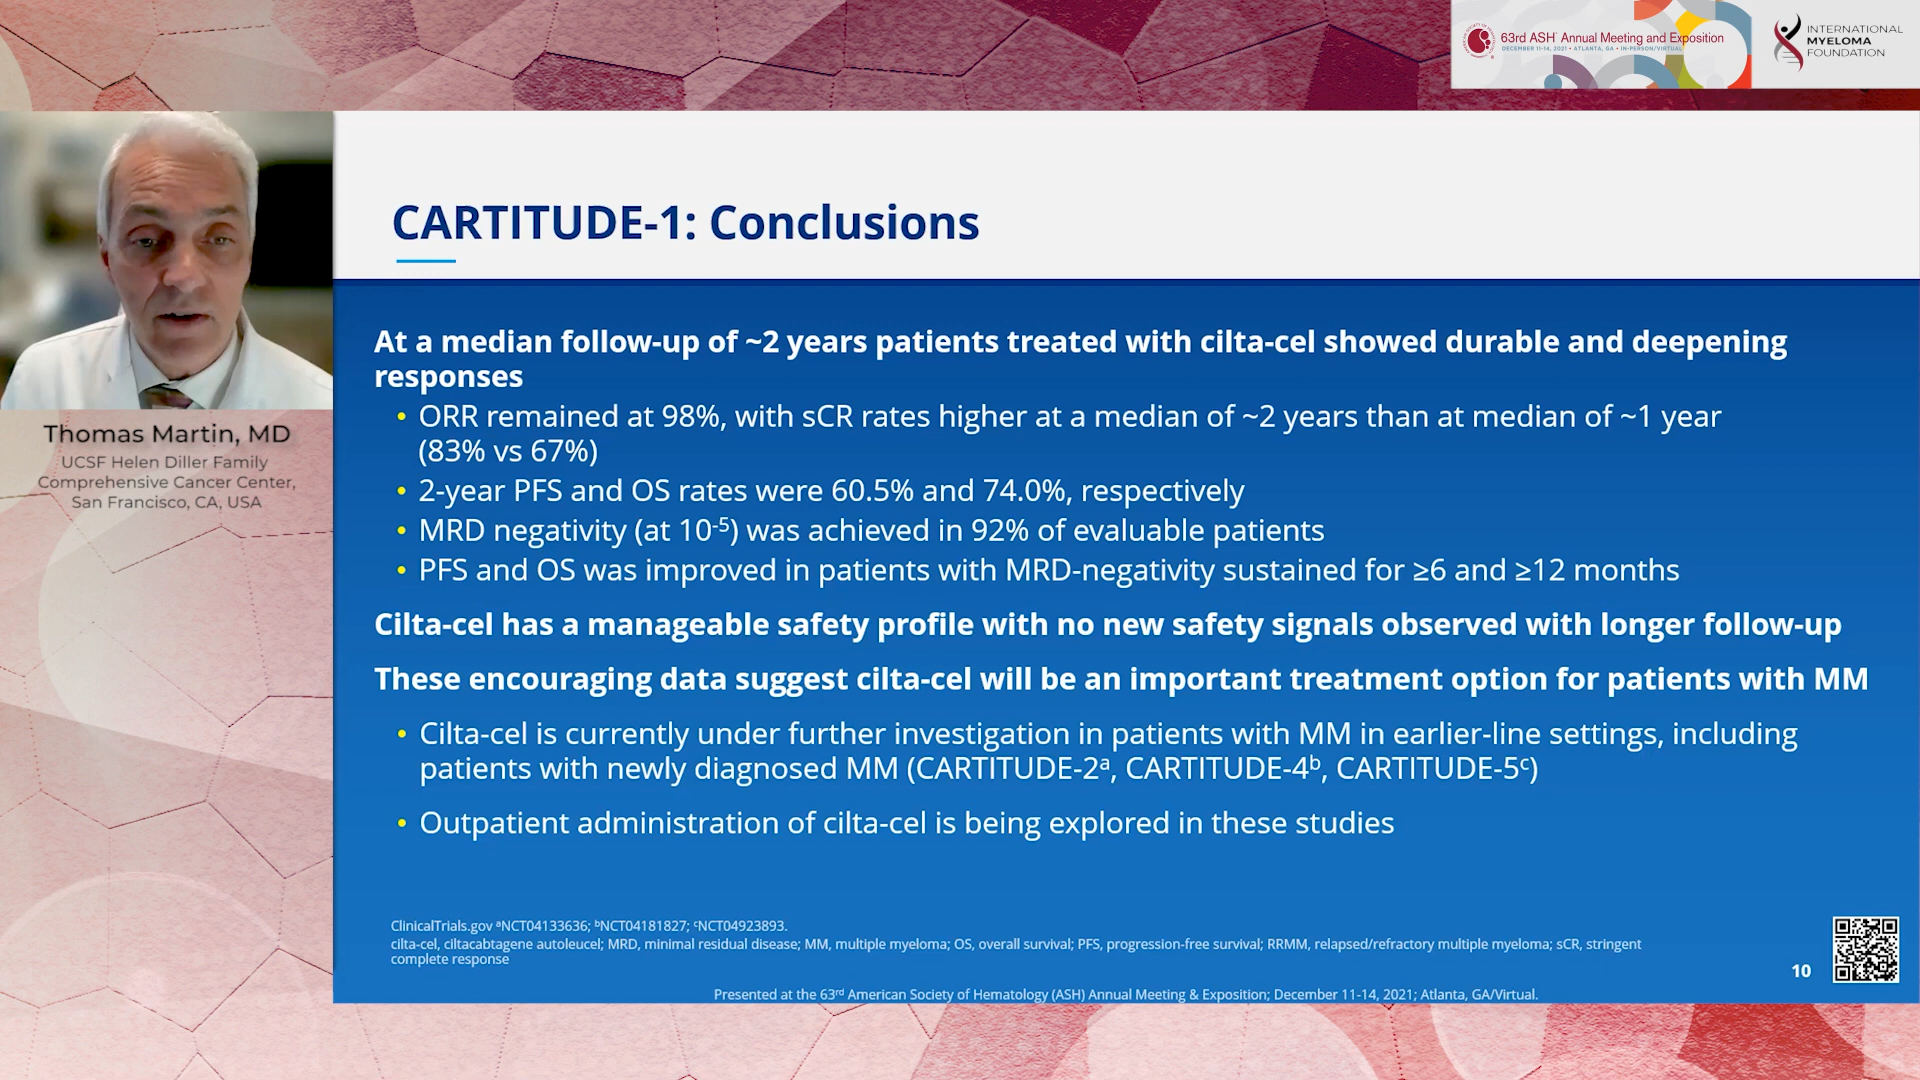 63rd ASH® Annual Meeting and Exposition
DECEMBER 11-14, 2021 • ATLANTA, GA • IN-PERSON/VIRTUAL
INTERNATIONAL
MYELOMA
FOUNDATION
Thomas Martin, MD
UCSF Helen Diller Family
Comprehensive Cancer Center,
San Francisco, CA, USA
CARTITUDE-1: Conclusions
At a median follow-up of ~2 years patients treated with cilta-cel showed durable and deepening
responses
• ORR remained at 98%, with sCR rates higher at a median of ~2 years than at median of ~1 year
(83% vs 67%)
• 2-year PFS and OS rates were 60.5% and 74.0%, respectively
• MRD negativity (at 10⁻⁵) was achieved in 92% of evaluable patients
• PFS and OS was improved in patients with MRD-negativity sustained for ≥6 and ≥12 months
Cilta-cel has a manageable safety profile with no new safety signals observed with longer follow-up
These encouraging data suggest cilta-cel will be an important treatment option for patients with MM
• Cilta-cel is currently under further investigation in patients with MM in earlier-line settings, including
patients with newly diagnosed MM (CARTITUDE-2ᵃ, CARTITUDE-4ᵇ, CARTITUDE-5ᶜ)
• Outpatient administration of cilta-cel is being explored in these studies
ClinicalTrials.gov ᵃNCT04133636; ᵇNCT04181827; ᶜNCT04923893.
cilta-cel, ciltacabtagene autoleucel; MRD, minimal residual disease; MM, multiple myeloma; OS, overall survival; PFS, progression-free survival; RRMM, relapsed/refractory multiple myeloma; sCR, stringent
complete response
10
Presented at the 63ʳᵈ American Society of Hematology (ASH) Annual Meeting & Exposition; December 11-14, 2021; Atlanta, GA/Virtual.